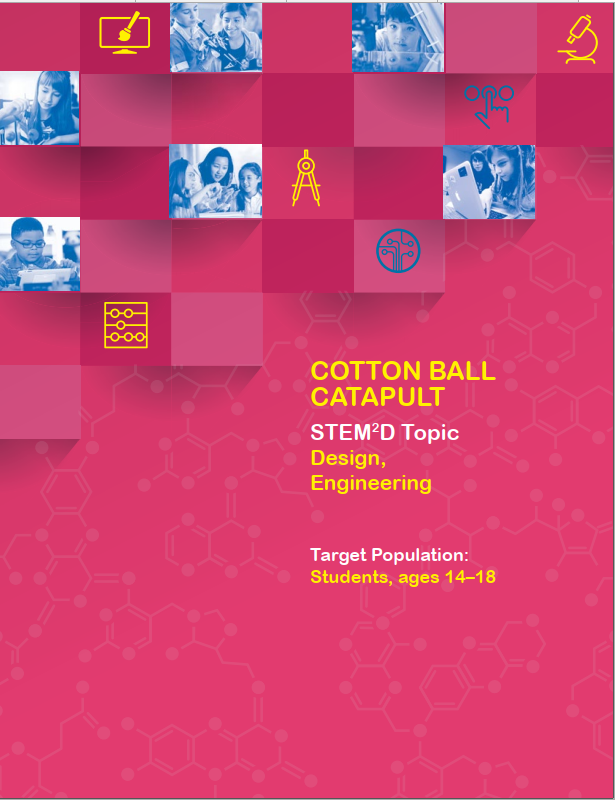 COTTON BALL
CATAPULT
STEM²D Topic
Design,
Engineering
Target Population:
Students, ages 14–18